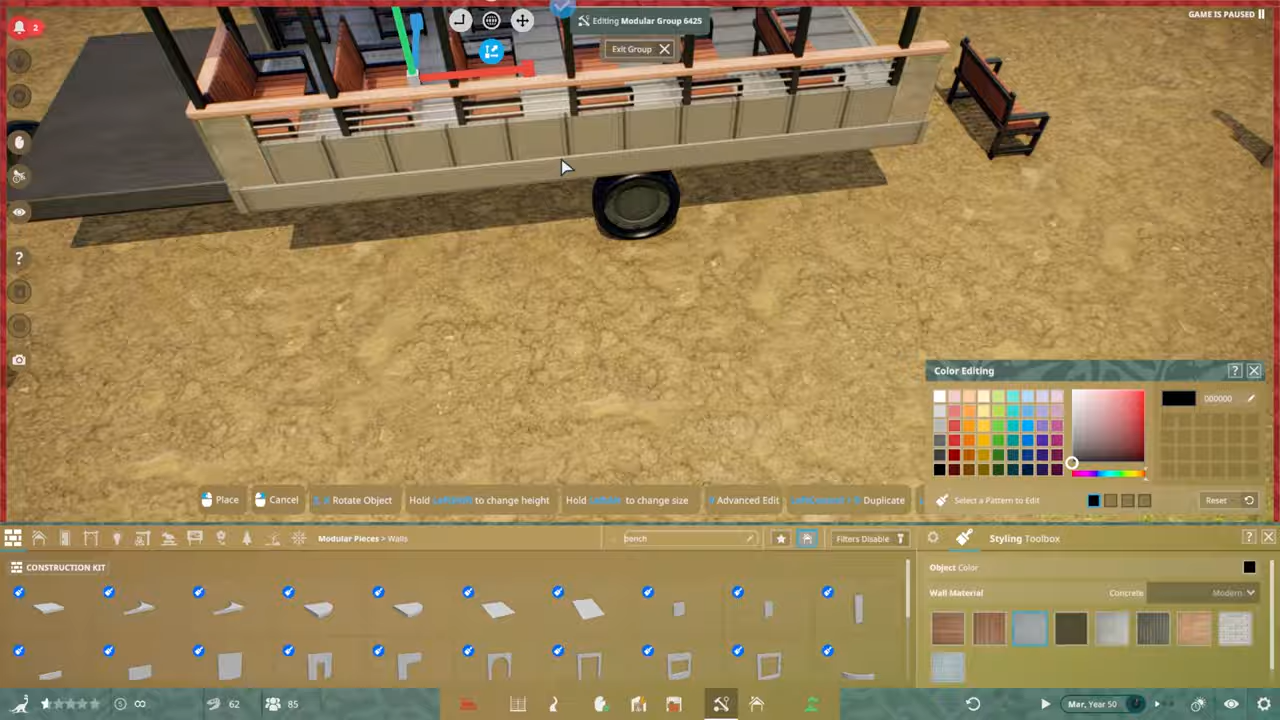 2
Editing Modular Group 6425
GAME IS PAUSED
Exit Group
?
Color Editing
?
000000
Place
Cancel
Rotate Object
Hold to change height
Hold to change size
Advanced Edit
Duplicate
Select a Pattern to Edit
Reset
Modular Pieces > Walls
bench
Filters Disable
Styling Toolbox
?
CONSTRUCTION KIT
Object Color
Wall Material
Concrete
Modern
∞
62
85
Mar, Year 50